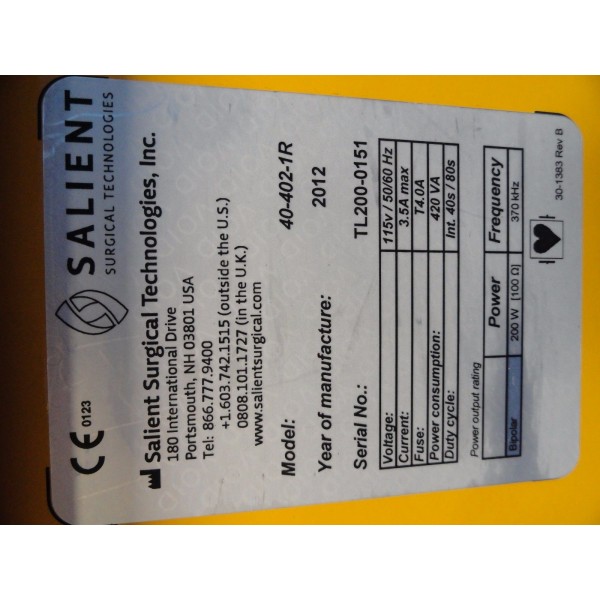 CE 0123
SALIENT
SURGICAL TECHNOLOGIES
Salient Surgical Technologies, Inc.
180 International Drive
Portsmouth, NH 03801 USA
Tel: 866.777.9400
+1.603.742.1515 (outside the U.S.)
0808.101.1727 (in the U.K.)
www.salientsurgical.com
Model: 40-402-1R
Year of manufacture: 2012
Serial No.: TL200-0151
Voltage: 115v / 50/60 Hz
Current: 3.5A max
Fuse: T4.0A
Power consumption: 420 VA
Duty cycle: Int. 40s / 80s
Power output rating
Power Frequency
Bipolar 200 W [100 Ω] 370 kHz
30-1383 Rev B